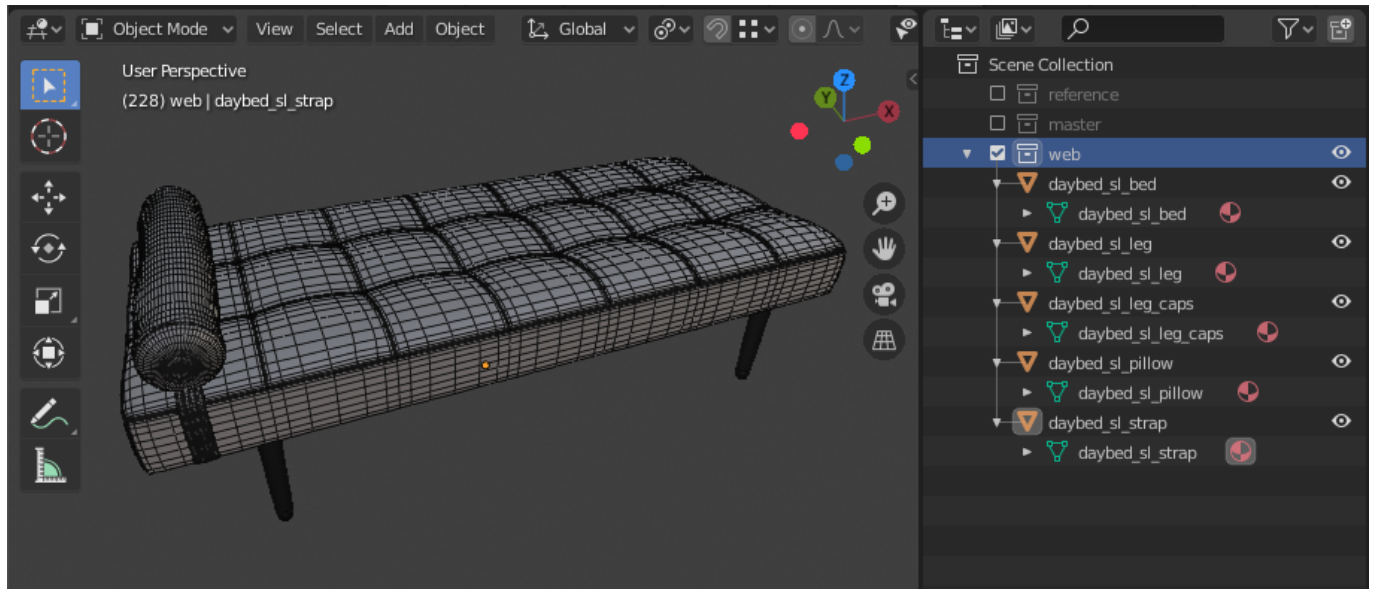 Object Mode View Select Add Object Global
User Perspective
(228) web | daybed_sl_strap
Z
Y
X
Scene Collection
reference
master
web
daybed_sl_bed
daybed_sl_bed
daybed_sl_leg
daybed_sl_leg
daybed_sl_leg_caps
daybed_sl_leg_caps
daybed_sl_pillow
daybed_sl_pillow
daybed_sl_strap
daybed_sl_strap